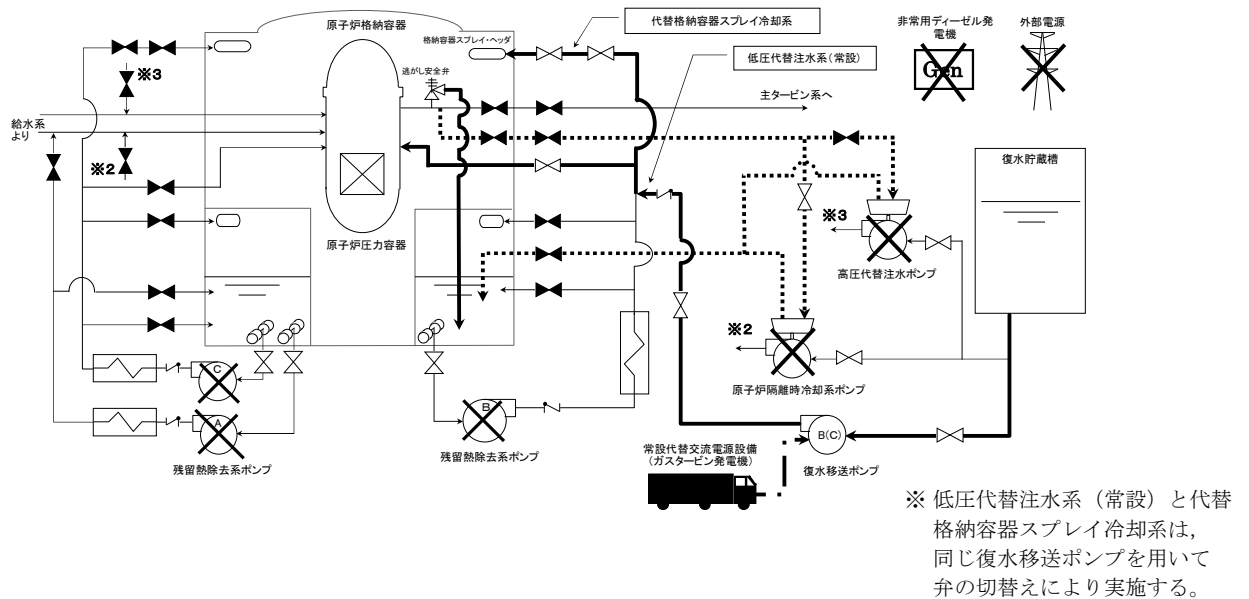 原子炉格納容器
格納容器スプレイ・ヘッダ
代替格納容器スプレイ冷却系
低圧代替注水系(常設)
非常用ディーゼル発
電機
Gen
外部電源
※3
逃がし安全弁
主タービン系へ
給水系
より
※2
復水貯蔵槽
※3
高圧代替注水ポンプ
原子炉圧力容器
※2
原子炉隔離時冷却系ポンプ
C
A
残留熱除去系ポンプ
B
残留熱除去系ポンプ
常設代替交流電源設備
(ガスタービン発電機)
B(C)
復水移送ポンプ
※ 低圧代替注水系(常設)と代替
格納容器スプレイ冷却系は,
同じ復水移送ポンプを用いて
弁の切替えにより実施する。